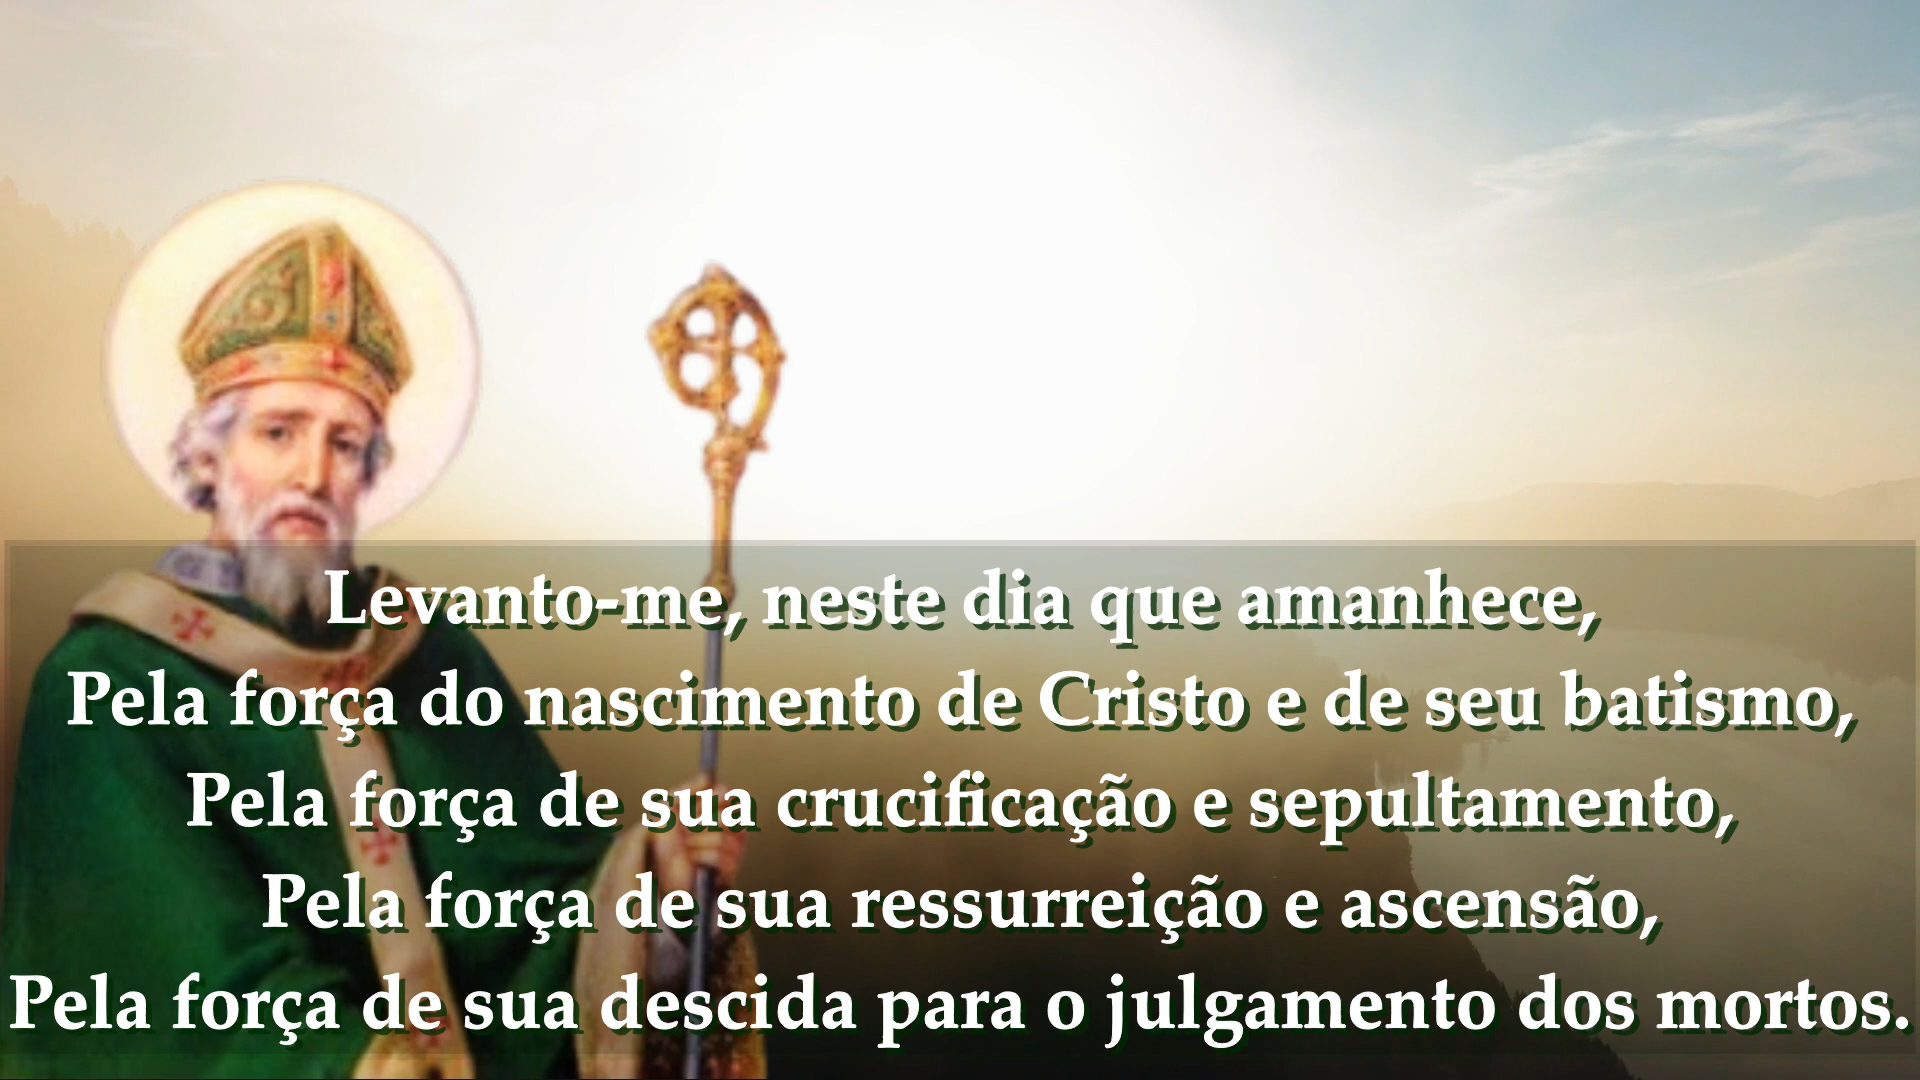 Levanto-me, neste dia que amanhece,
Pela força do nascimento de Cristo e de seu batismo,
Pela força de sua crucificação e sepultamento,
Pela força de sua ressurreição e ascensão,
Pela força de sua descida para o julgamento dos mortos.